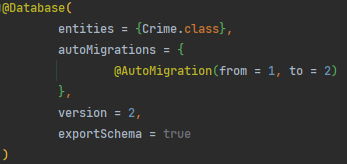 @Database(
entities = {Crime.class},
autoMigrations = {
@AutoMigration(from = 1, to = 2)
},
version = 2,
exportSchema = true
)